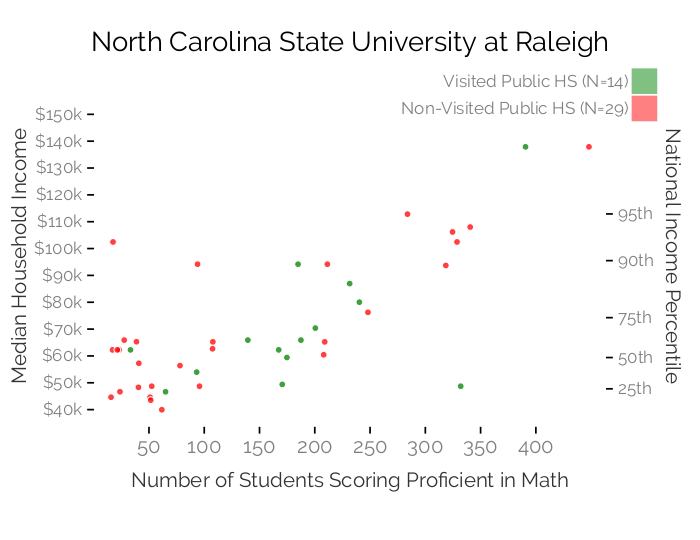 North Carolina State University at Raleigh
Visited Public HS (N=14)
Non-Visited Public HS (N=29)
Median Household Income
$150k
$140k
$130k
$120k
$110k
$100k
$90k
$80k
$70k
$60k
$50k
$40k
National Income Percentile
95th
90th
75th
50th
25th
50 100 150 200 250 300 350 400
Number of Students Scoring Proficient in Math